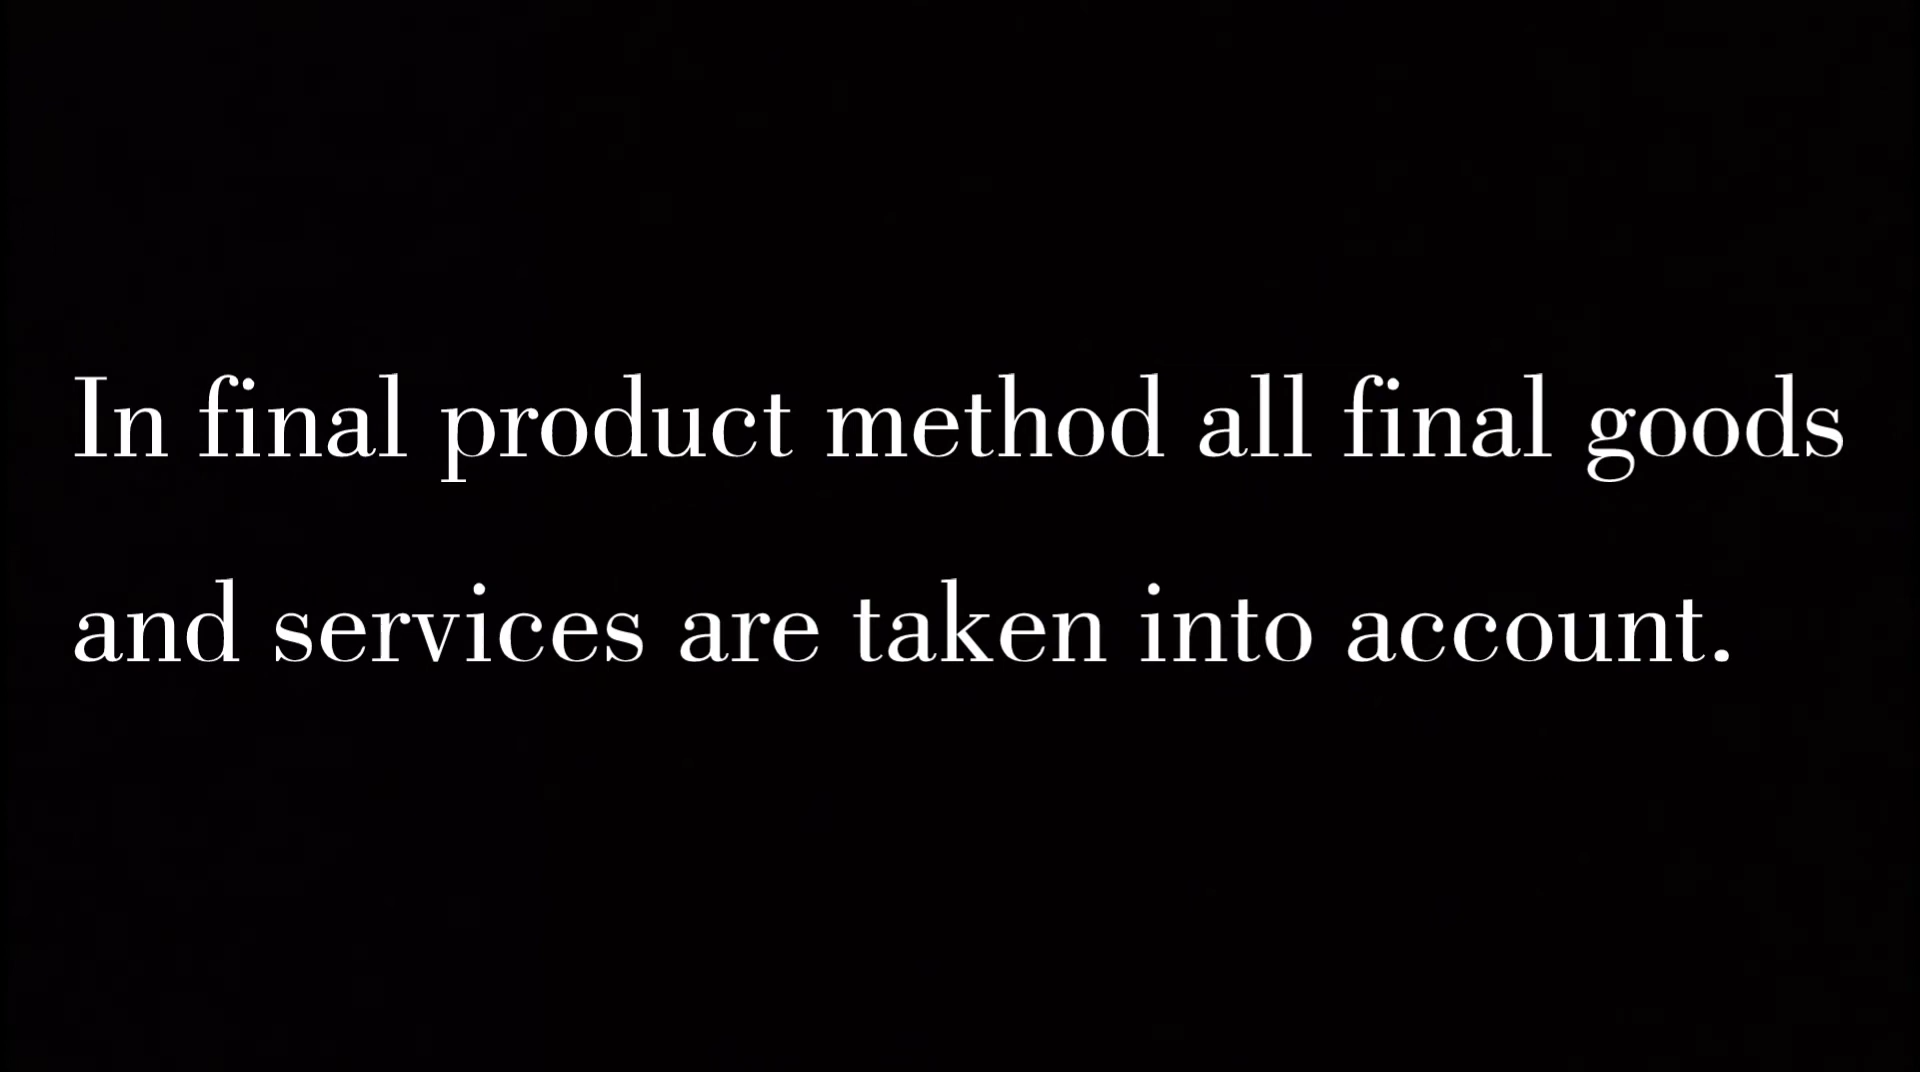 In final product method all final goods
and services are taken into account.